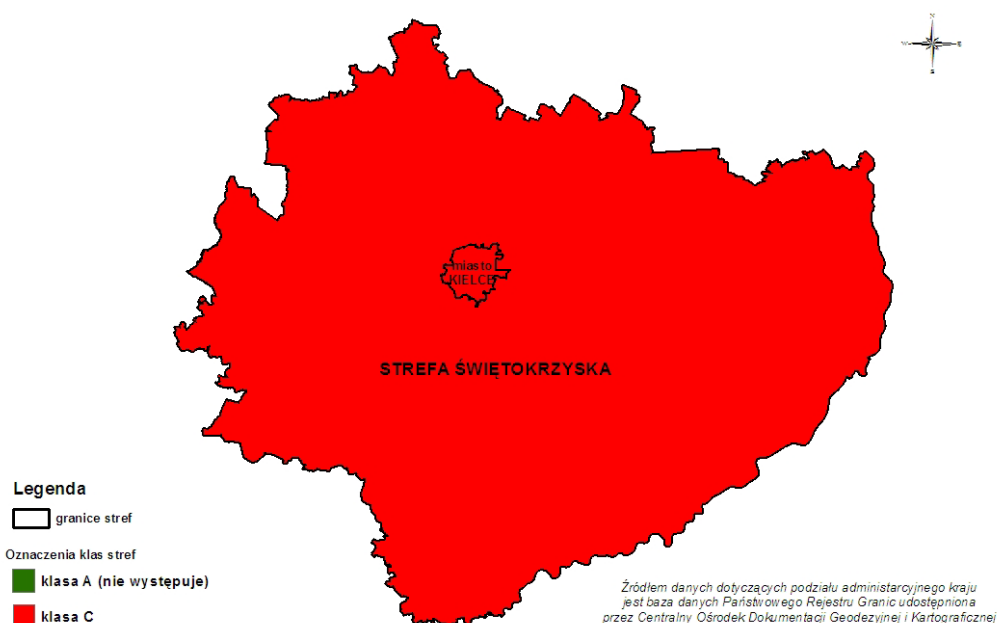 N
W E
S
miasto
KIELCE
STREFA ŚWIĘTOKRZYSKA
Legenda
granice stref
Oznaczenia klas stref
klasa A (nie występuje)
klasa C
Źródłem danych dotyczących podziału administarcyjnego kraju
jest baza danych Państwowego Rejestru Granic udostępniona
przez Centralny Ośrodek Dokumentacji Geodezyjnej i Kartograficznej